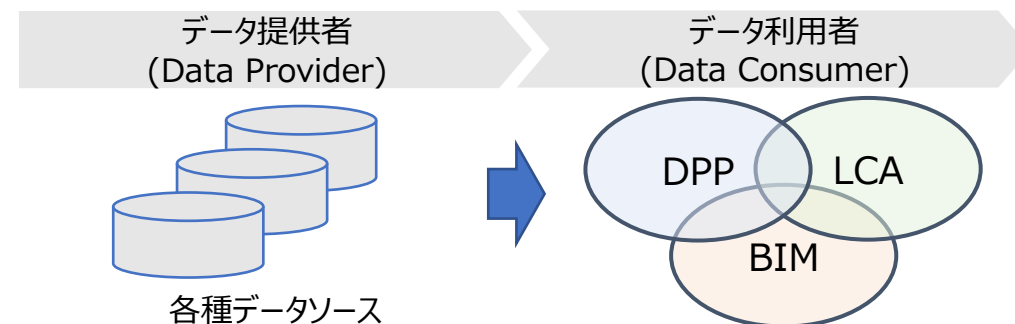 データ提供者
(Data Provider)
データ利用者
(Data Consumer)
DPP
LCA
BIM
各種データソース